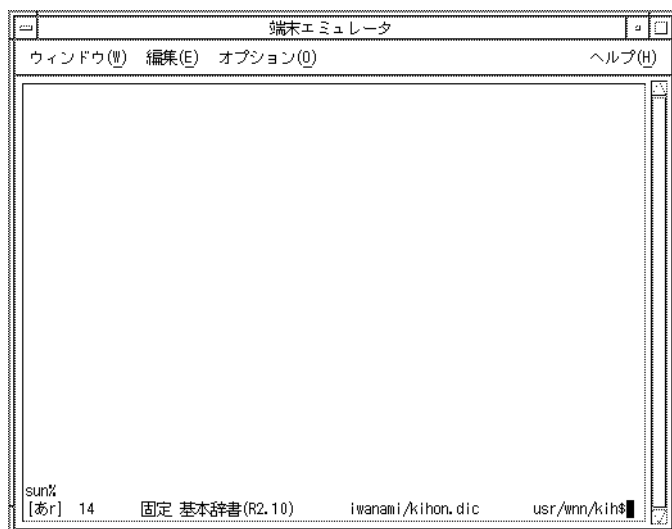 端末エミュレータ
ウィンドウ(W) 編集(E) オプション(O) ヘルプ(H)
sun%
[あr] 14 固定 基本辞書(R2.10) iwanami/kihon.dic usr/wnn/kih$